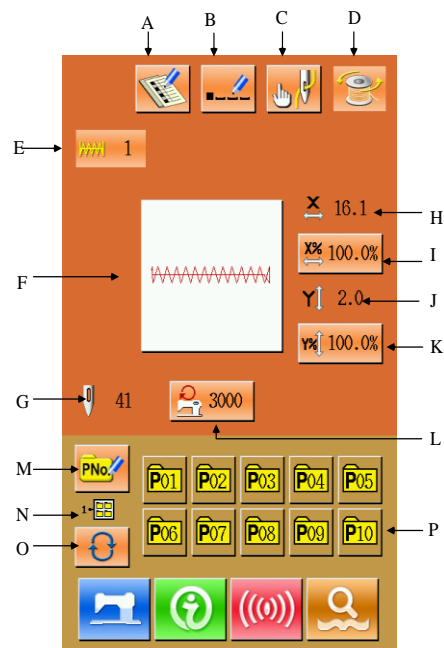 A B C D
E 1
X 16.1 H
X% 100.0% I
F
Y 2.0 J
Y% 100.0% K
G 41 3000
L
M PNo. P01 P02 P03 P04 P05
N 1-
O P06 P07 P08 P09 P10 P